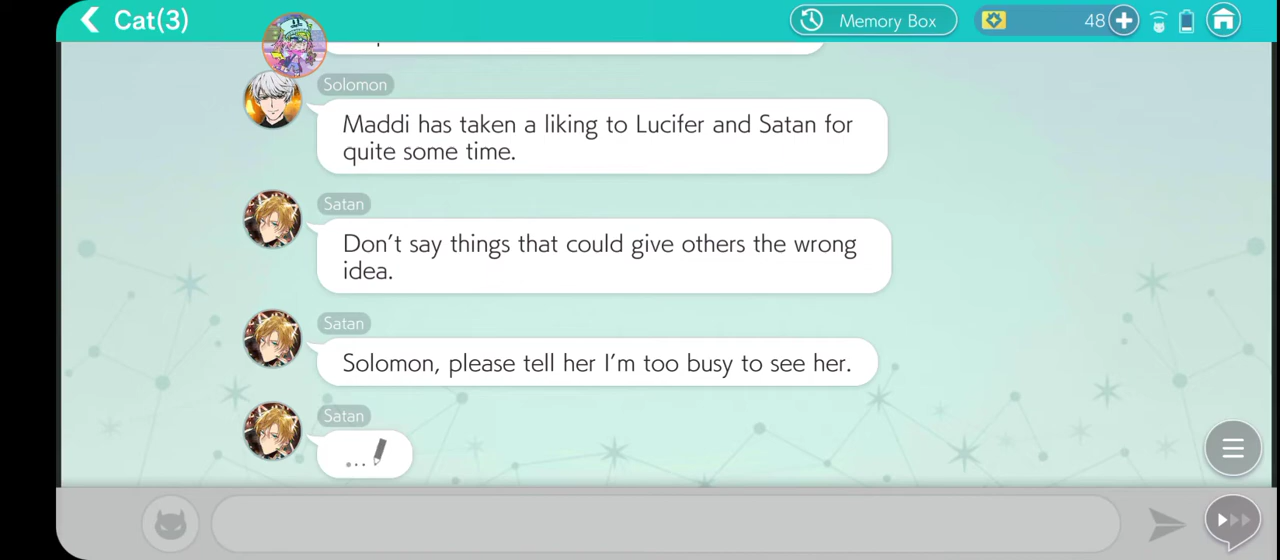 Cat(3)
Memory Box
48
Solomon
Maddi has taken a liking to Lucifer and Satan for
quite some time.
Satan
Don't say things that could give others the wrong
idea.
Satan
Solomon, please tell her I'm too busy to see her.
Satan
...